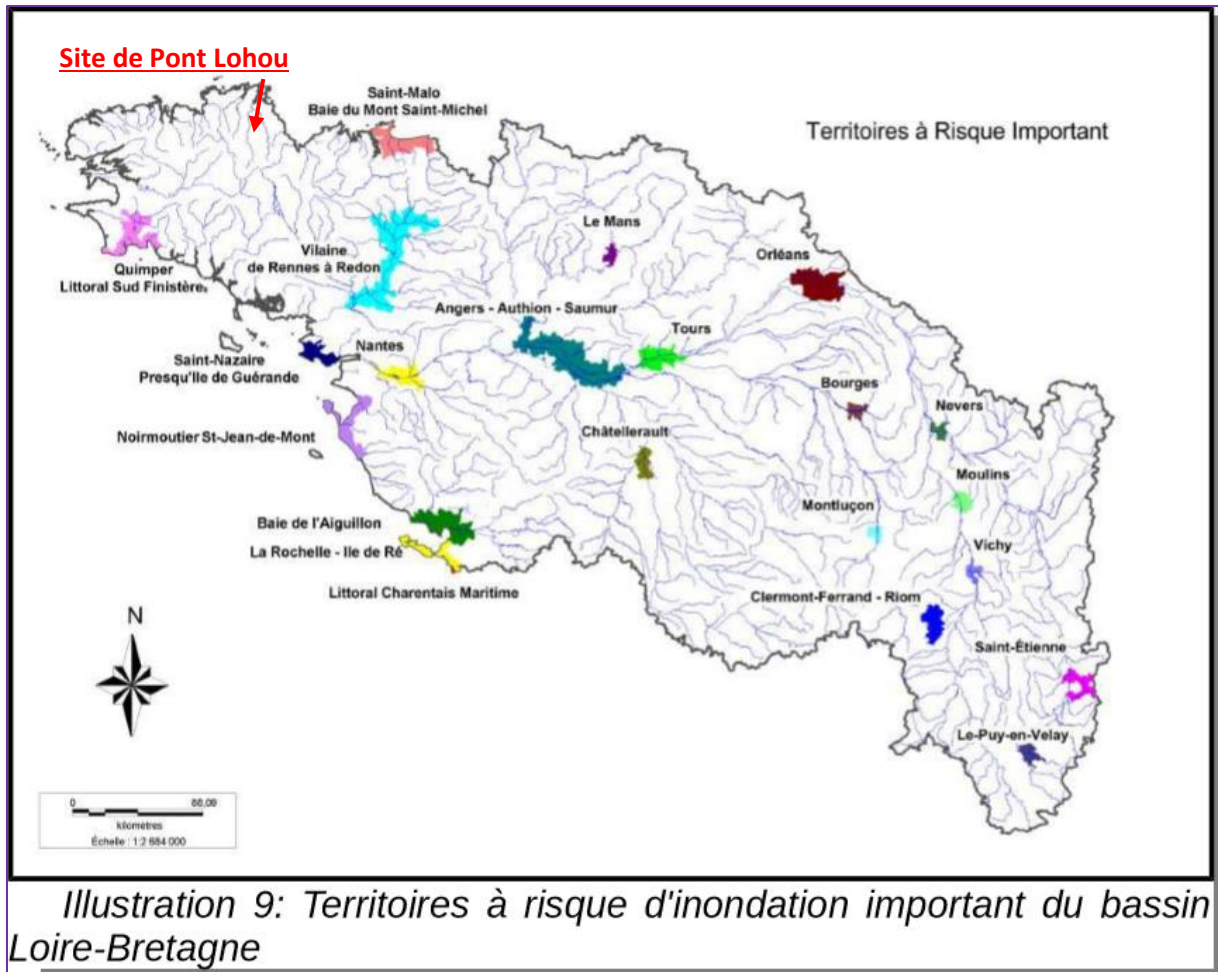 Site de Pont Lohou
Saint-Malo
Baie du Mont Saint-Michel
Territoires à Risque Important
Le Mans
Orléans
Vilaine
de Rennes à Redon
Quimper
Littoral Sud Finistère
Angers - Authion - Saumur
Tours
Saint-Nazaire
Presqu'Ile de Guérande
Nantes
Bourges
Nevers
Noirmoutier St-Jean-de-Mont
Châtellerault
Moulins
Montluçon
Baie de l'Aiguillon
La Rochelle - Ile de Ré
Vichy
Littoral Charentais Maritime
Clermont-Ferrand - Riom
N
Saint-Étienne
Le-Puy-en-Velay
0 88,09
kilomètres
Échelle : 1:2 684 000
Illustration 9: Territoires à risque d'inondation important du bassin
Loire-Bretagne